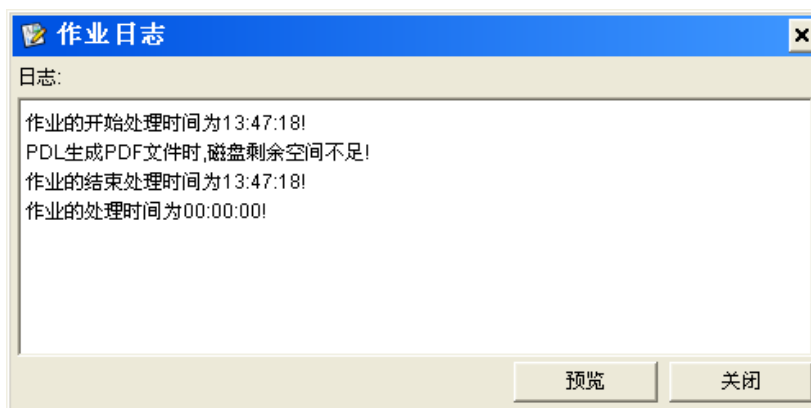 作业日志
日志:
作业的开始处理时间为13:47:18!
PDL生成PDF文件时,磁盘剩余空间不足!
作业的结束处理时间为13:47:18!
作业的处理时间为00:00:00!
预览 关闭